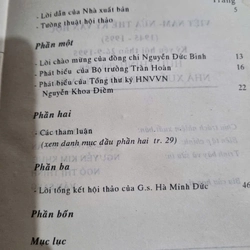 Trang
- Lời dẫn của Nhà xuất bản
- Tường thuật hội thảo 5
Phần một
- Lời chào mừng của đồng chí Nguyễn Đức Bình 13
- Phát biểu của Bộ trưởng Trần Hoàn 16
- Phát biểu của Tổng thư ký HNVVN
Nguyễn Khoa Điềm 22
Phần hai
- Các tham luận
(xem danh mục đầu phần hai tr. 29)
Phần ba
- Lời tổng kết hội thảo của G.s. Hà Minh Đức 46
Phần bốn
Mục lục